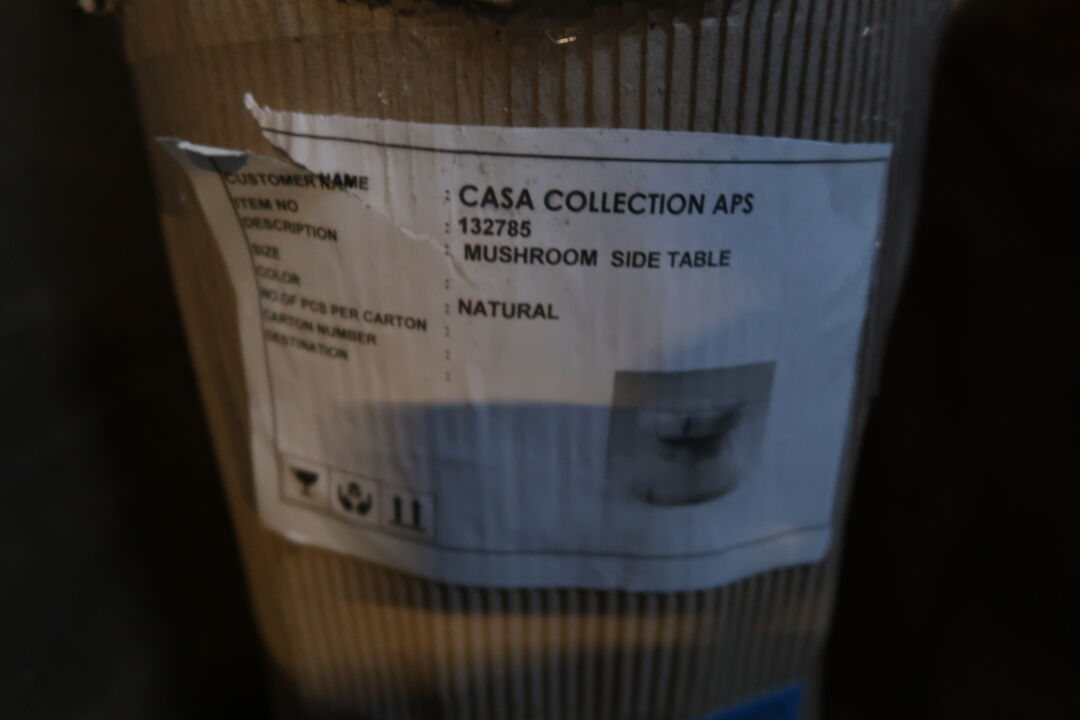 CUSTOMER NAME : CASA COLLECTION APS
ITEM NO : 132785
DESCRIPTION : MUSHROOM SIDE TABLE
SIZE :
COLOR : NATURAL
NO.OF PCS PER CARTON :
CARTON NUMBER :
DESTINATION :